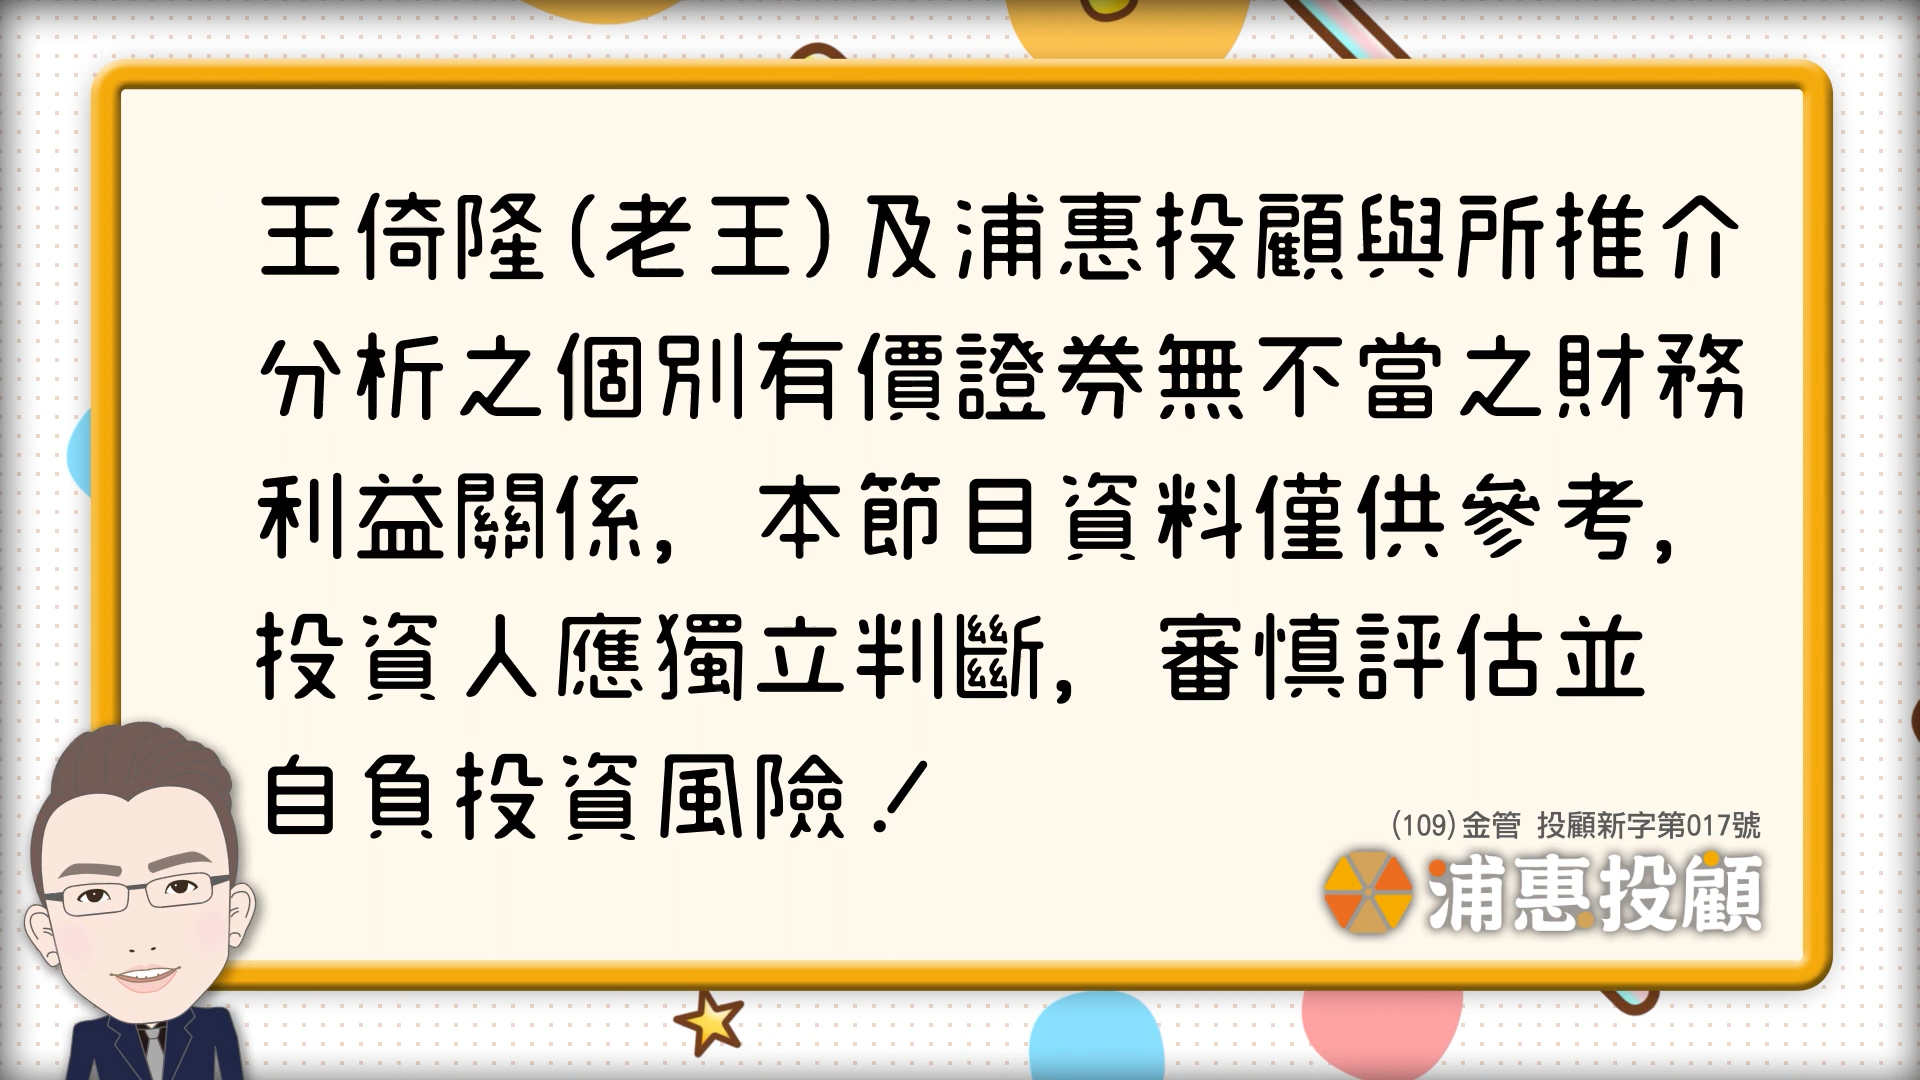 王倚隆(老王)及浦惠投顧與所推介
分析之個別有價證券無不當之財務
利益關係，本節目資料僅供參考，
投資人應獨立判斷，審慎評估並
自負投資風險！
(109)金管 投顧新字第017號
浦惠投顧